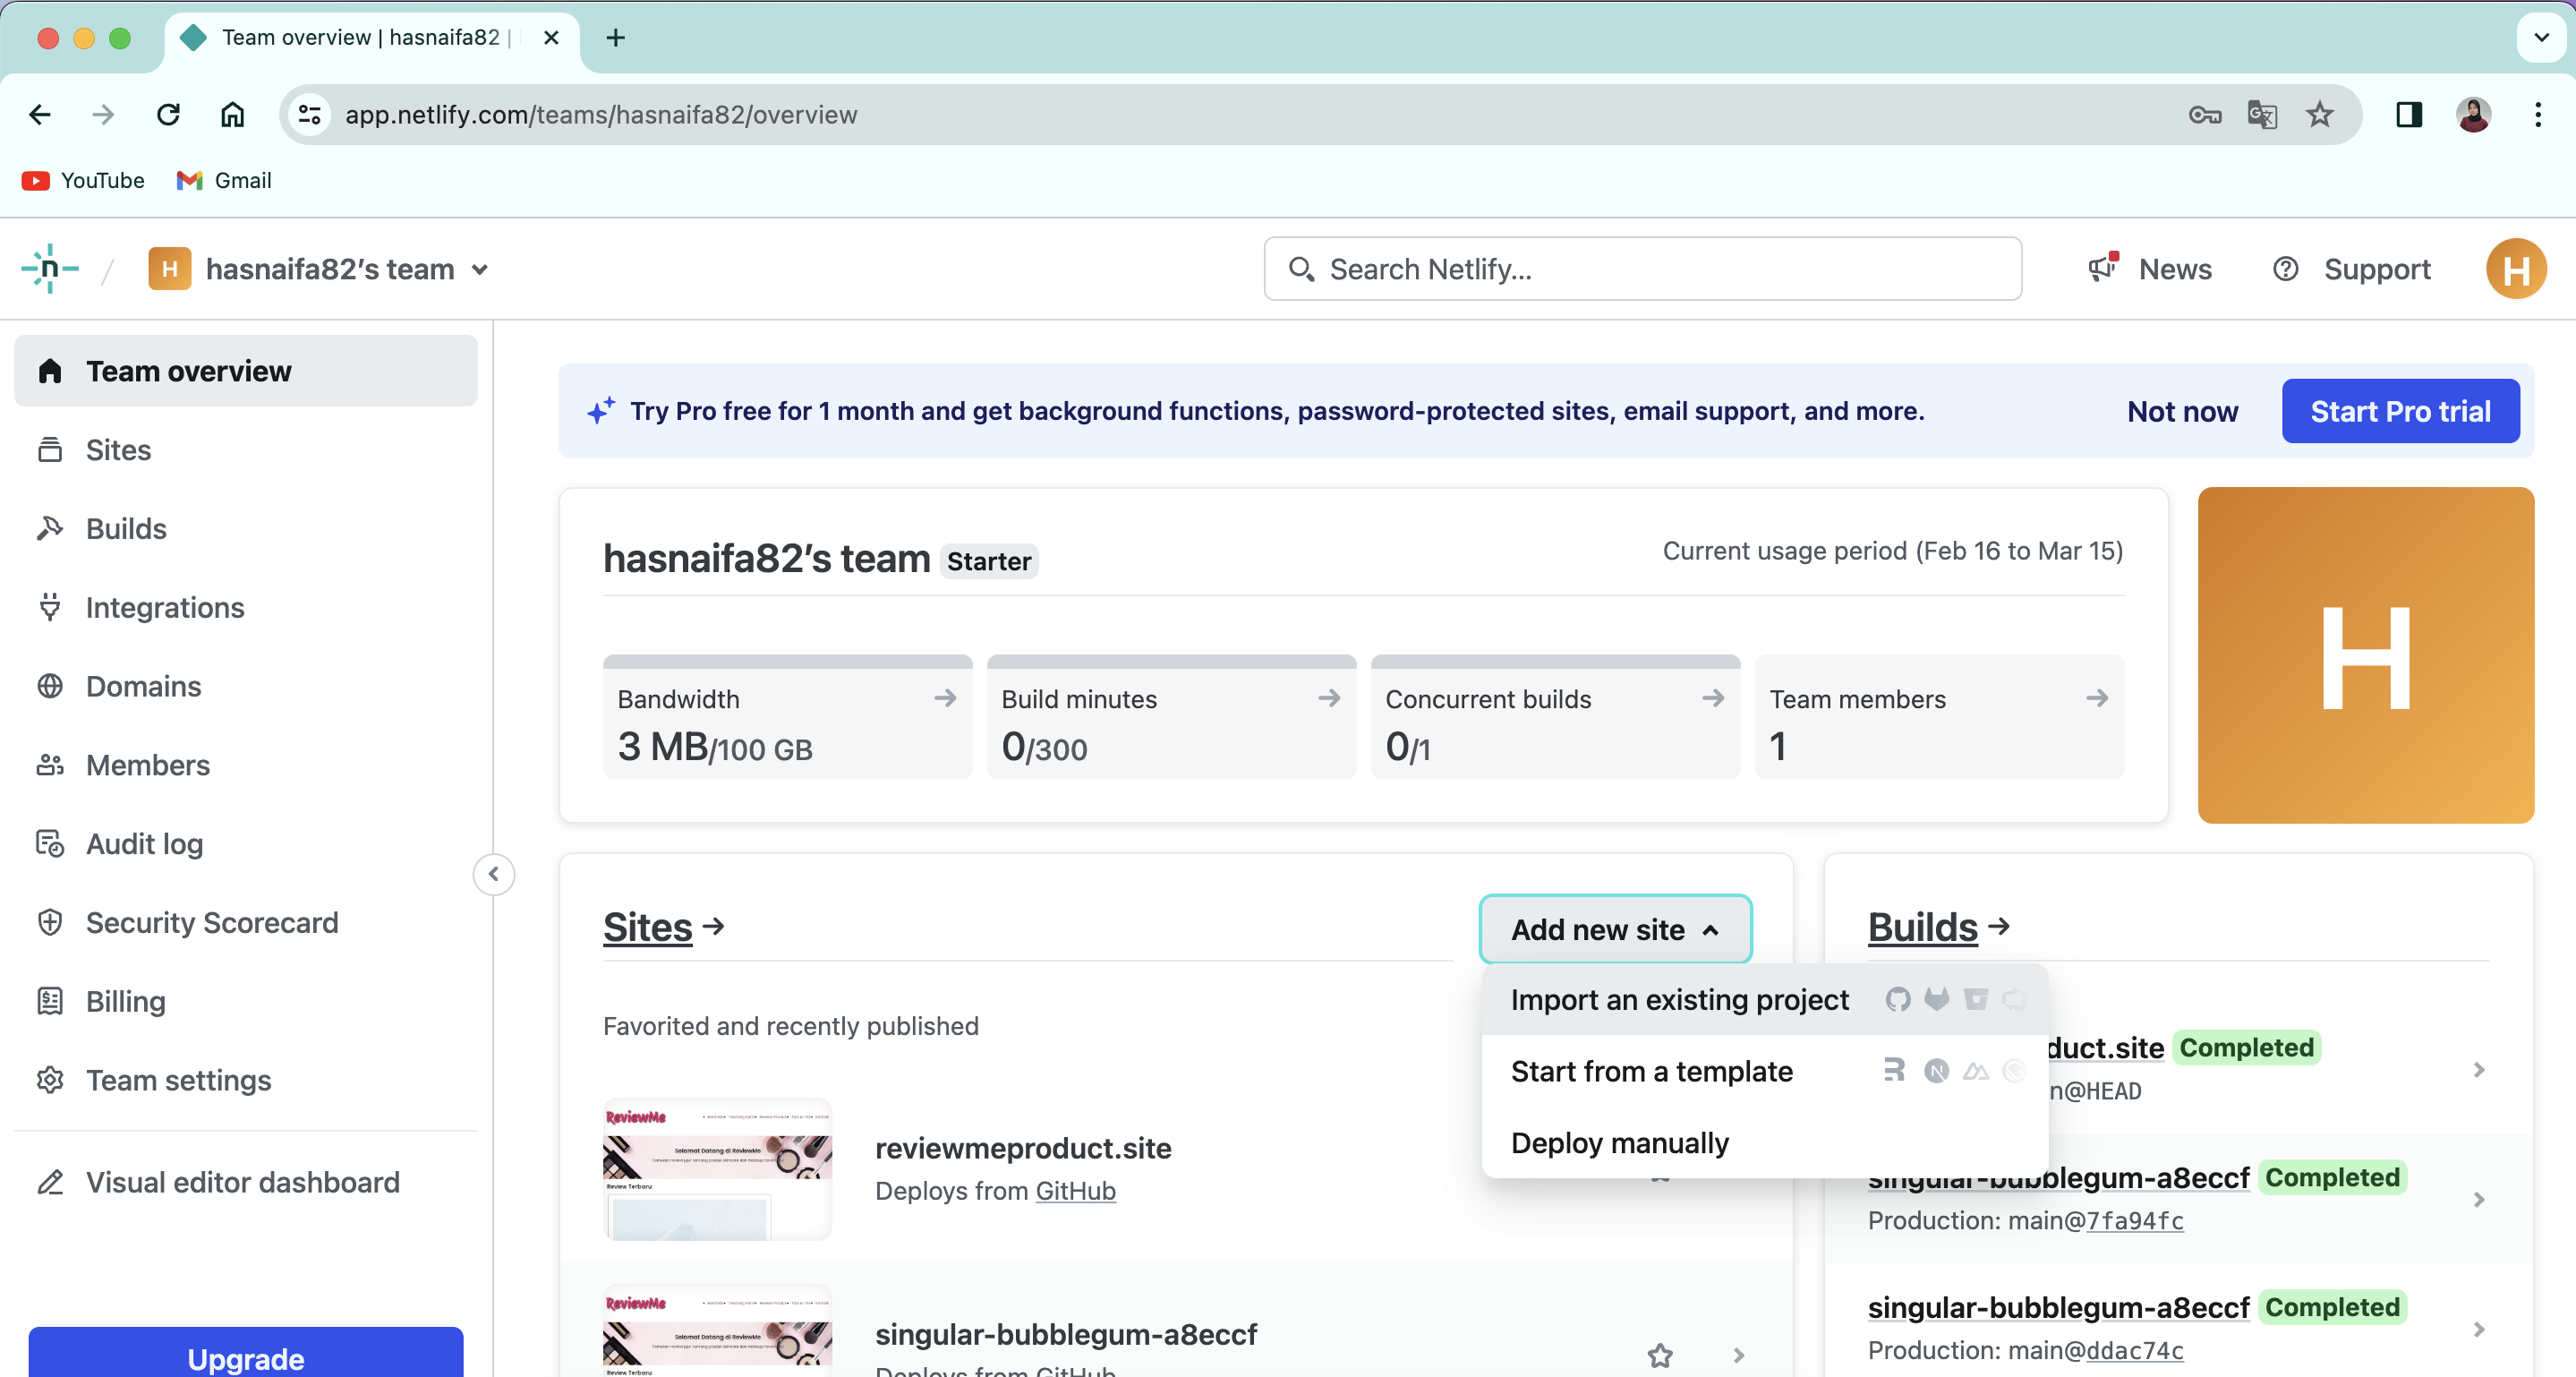 Team overview | hasnaifa82 |
app.netlify.com/teams/hasnaifa82/overview
YouTube
Gmail
n
/
H
hasnaifa82's team
Search Netlify...
News
Support
H
Team overview
Sites
Builds
Integrations
Domains
Members
Audit log
Security Scorecard
Billing
Team settings
Visual editor dashboard
Upgrade
Try Pro free for 1 month and get background functions, password-protected sites, email support, and more.
Not now
Start Pro trial
hasnaifa82's team Starter
Current usage period (Feb 16 to Mar 15)
Bandwidth
3 MB/100 GB
Build minutes
0/300
Concurrent builds
0/1
Team members
1
H
Sites →
Add new site
Import an existing project
Start from a template
Deploy manually
Favorited and recently published
ReviewMe
Selamat Datang di ReviewMe
Review Terbaru
reviewmeproduct.site
Deploys from GitHub
ReviewMe
Selamat Datang di ReviewMe
Review Terbaru
singular-bubblegum-a8eccf
Deploys from GitHub
Builds →
duct.site Completed
n@HEAD
singular-bubblegum-a8eccf Completed
Production: main@7fa94fc
singular-bubblegum-a8eccf Completed
Production: main@ddac74c